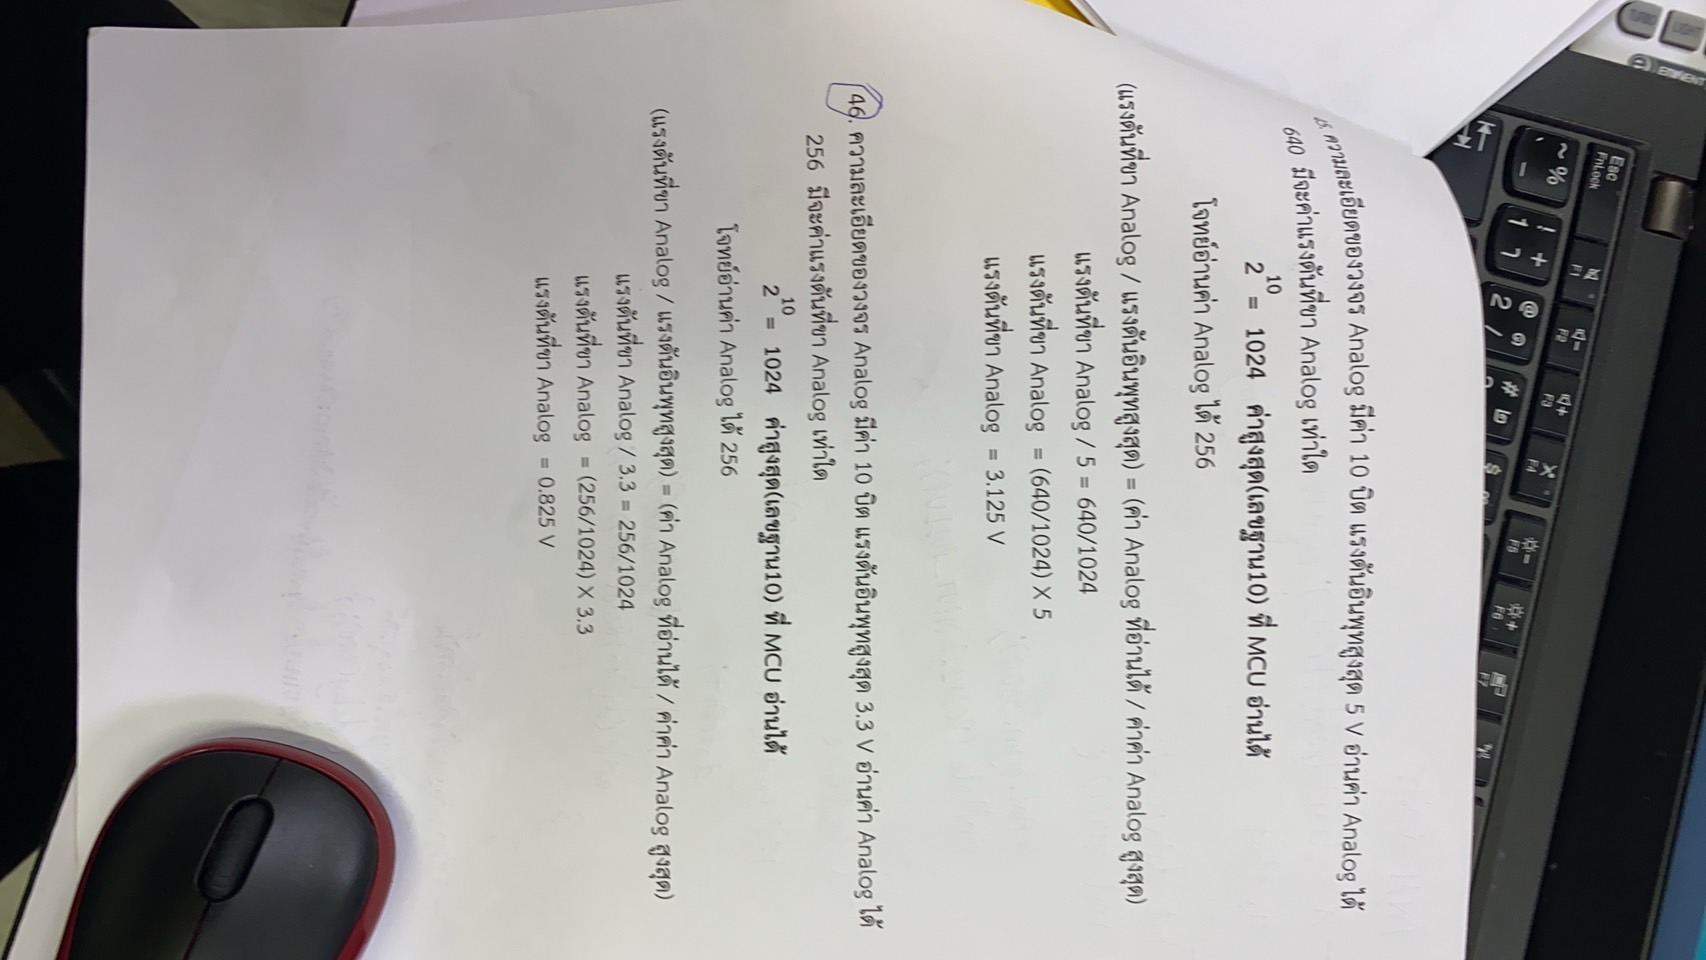 ความละเอียดของวงจร Analog มีค่า 10 บิต แรงดันอินพุทสูงสุด 5 V อ่านค่า Analog ได้
640 มีจะค่าแรงดันที่ขา Analog เท่าใด
2^10 = 1024 ค่าสูงสุด(เลขฐาน10) ที่ MCU อ่านได้
โจทย์อ่านค่า Analog ได้ 256
(แรงดันที่ขา Analog / แรงดันอินพุทสูงสุด) = (ค่า Analog ที่อ่านได้ / ค่าค่า Analog สูงสุด)
แรงดันที่ขา Analog / 5 = 640/1024
แรงดันที่ขา Analog = (640/1024) X 5
แรงดันที่ขา Analog = 3.125 V
46. ความละเอียดของวงจร Analog มีค่า 10 บิต แรงดันอินพุทสูงสุด 3.3 V อ่านค่า Analog ได้
256 มีจะค่าแรงดันที่ขา Analog เท่าใด
2^10 = 1024 ค่าสูงสุด(เลขฐาน10) ที่ MCU อ่านได้
โจทย์อ่านค่า Analog ได้ 256
(แรงดันที่ขา Analog / แรงดันอินพุทสูงสุด) = (ค่า Analog ที่อ่านได้ / ค่าค่า Analog สูงสุด)
แรงดันที่ขา Analog / 3.3 = 256/1024
แรงดันที่ขา Analog = (256/1024) X 3.3
แรงดันที่ขา Analog = 0.825 V
Esc
FnLock
F1
F2
F3
F4
F5
F6
F7